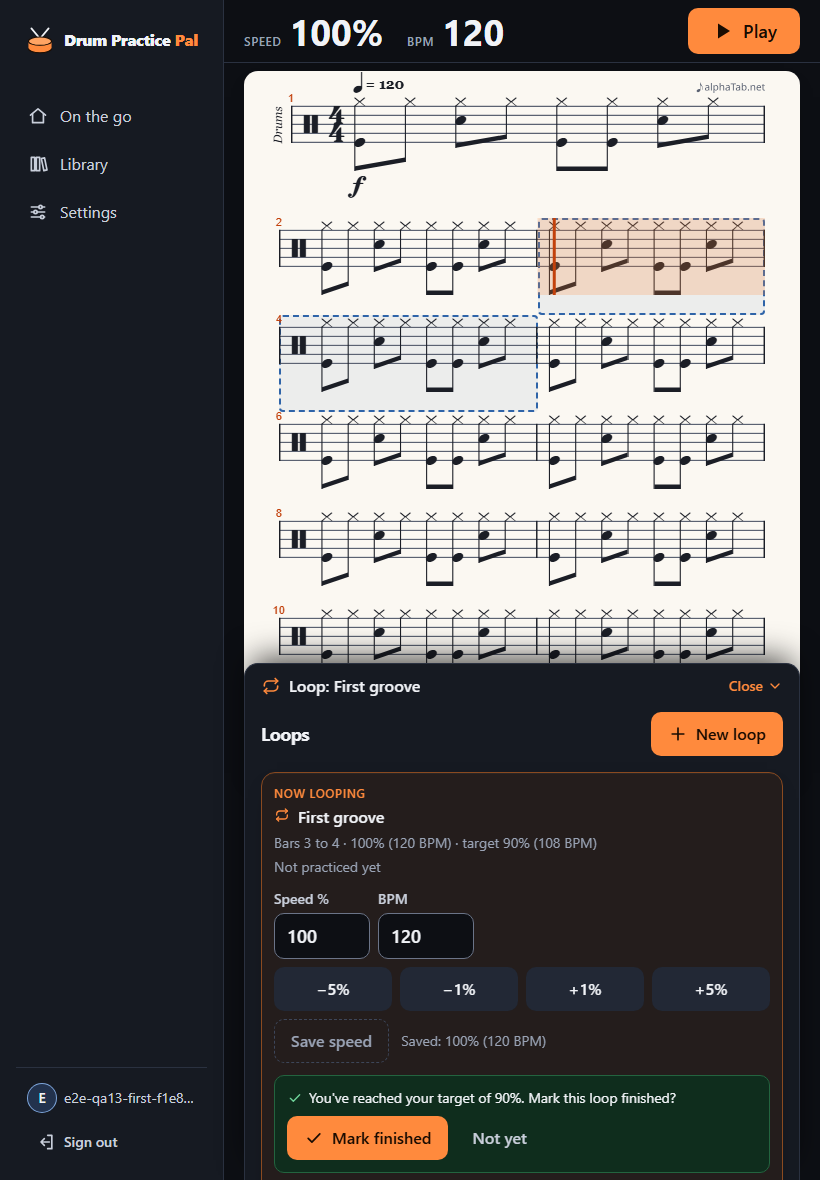 Drum Practice Pal
SPEED 100% BPM 120
Play
On the go
Library
Settings
= 120
♪alphaTab.net
1
Drums
4
4
f
2
4
6
8
10
Loop: First groove
Close
Loops
New loop
NOW LOOPING
First groove
Bars 3 to 4 · 100% (120 BPM) · target 90% (108 BPM)
Not practiced yet
Speed % BPM
100 120
−5% −1% +1% +5%
Save speed Saved: 100% (120 BPM)
You've reached your target of 90%. Mark this loop finished?
Mark finished Not yet
E e2e-qa13-first-f1e8...
Sign out